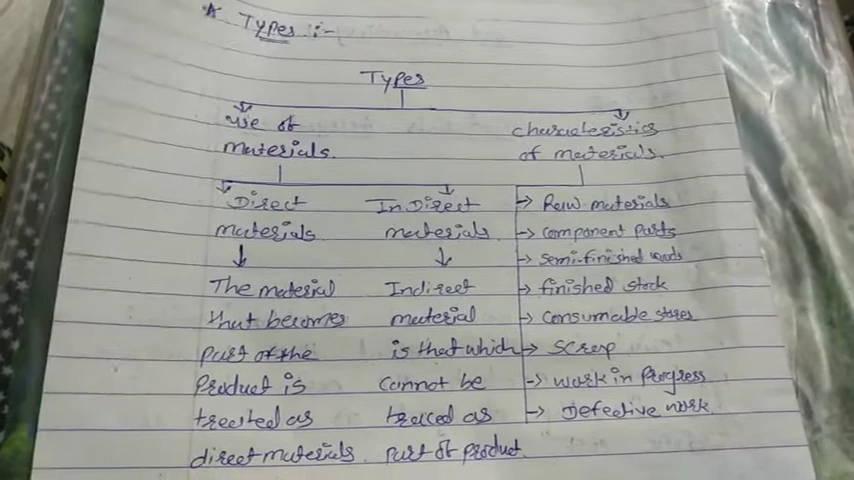 * Types :-
Types
use of
materials.
characteristics
of materials.
Direct
materials
InDirect
materials
The material
that becomes
part of the
product is
treated as
direct materials.
Indirect
material
is that which
cannot be
traced as
part of product.
→ Raw materials
→ component parts
→ semi-finished goods
→ finished stock
→ consumable stores
→ scrap
→ work in progress
→ Defective work